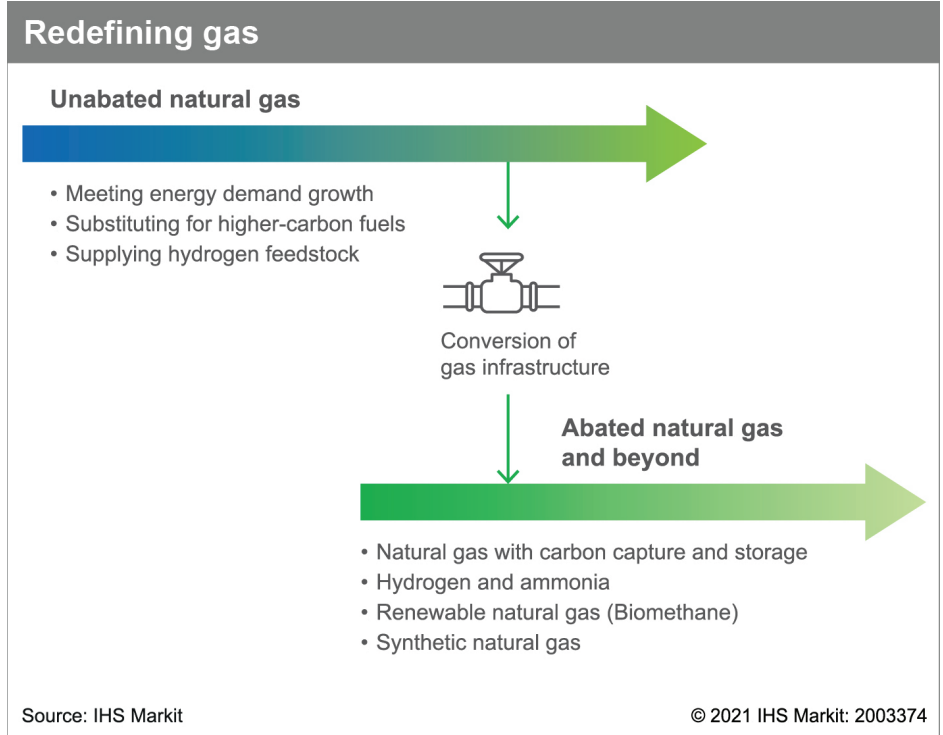 Redefining gas
Unabated natural gas
• Meeting energy demand growth
• Substituting for higher-carbon fuels
• Supplying hydrogen feedstock
Conversion of
gas infrastructure
Abated natural gas
and beyond
• Natural gas with carbon capture and storage
• Hydrogen and ammonia
• Renewable natural gas (Biomethane)
• Synthetic natural gas
Source: IHS Markit
© 2021 IHS Markit: 2003374